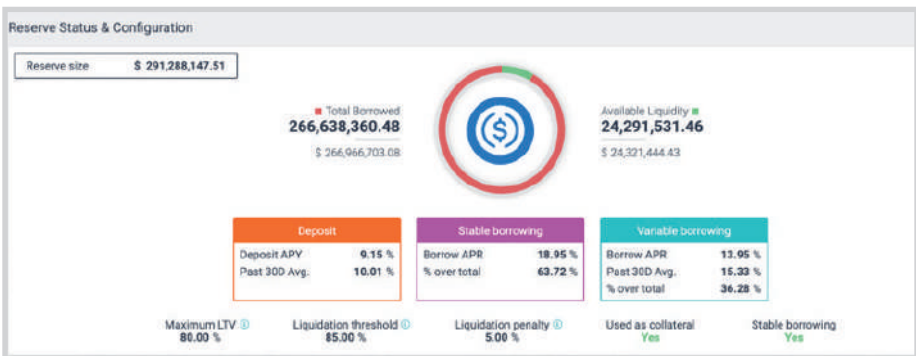 Reserve Status & Configuration
Reserve size $ 291,288,147.51
Total Borrowed
266,638,360.48
$ 266,966,703.08
Available Liquidity
24,291,531.46
$ 24,321,444.43
Deposit
Deposit APY 9.15 %
Past 30D Avg. 10.01 %
Stable borrowing
Borrow APR 18.95 %
% over total 63.72 %
Variable borrowing
Borrow APR 13.95 %
Past 30D Avg. 15.33 %
% over total 36.28 %
Maximum LTV
80.00 %
Liquidation threshold
85.00 %
Liquidation penalty
5.00 %
Used as collateral
Yes
Stable borrowing
Yes